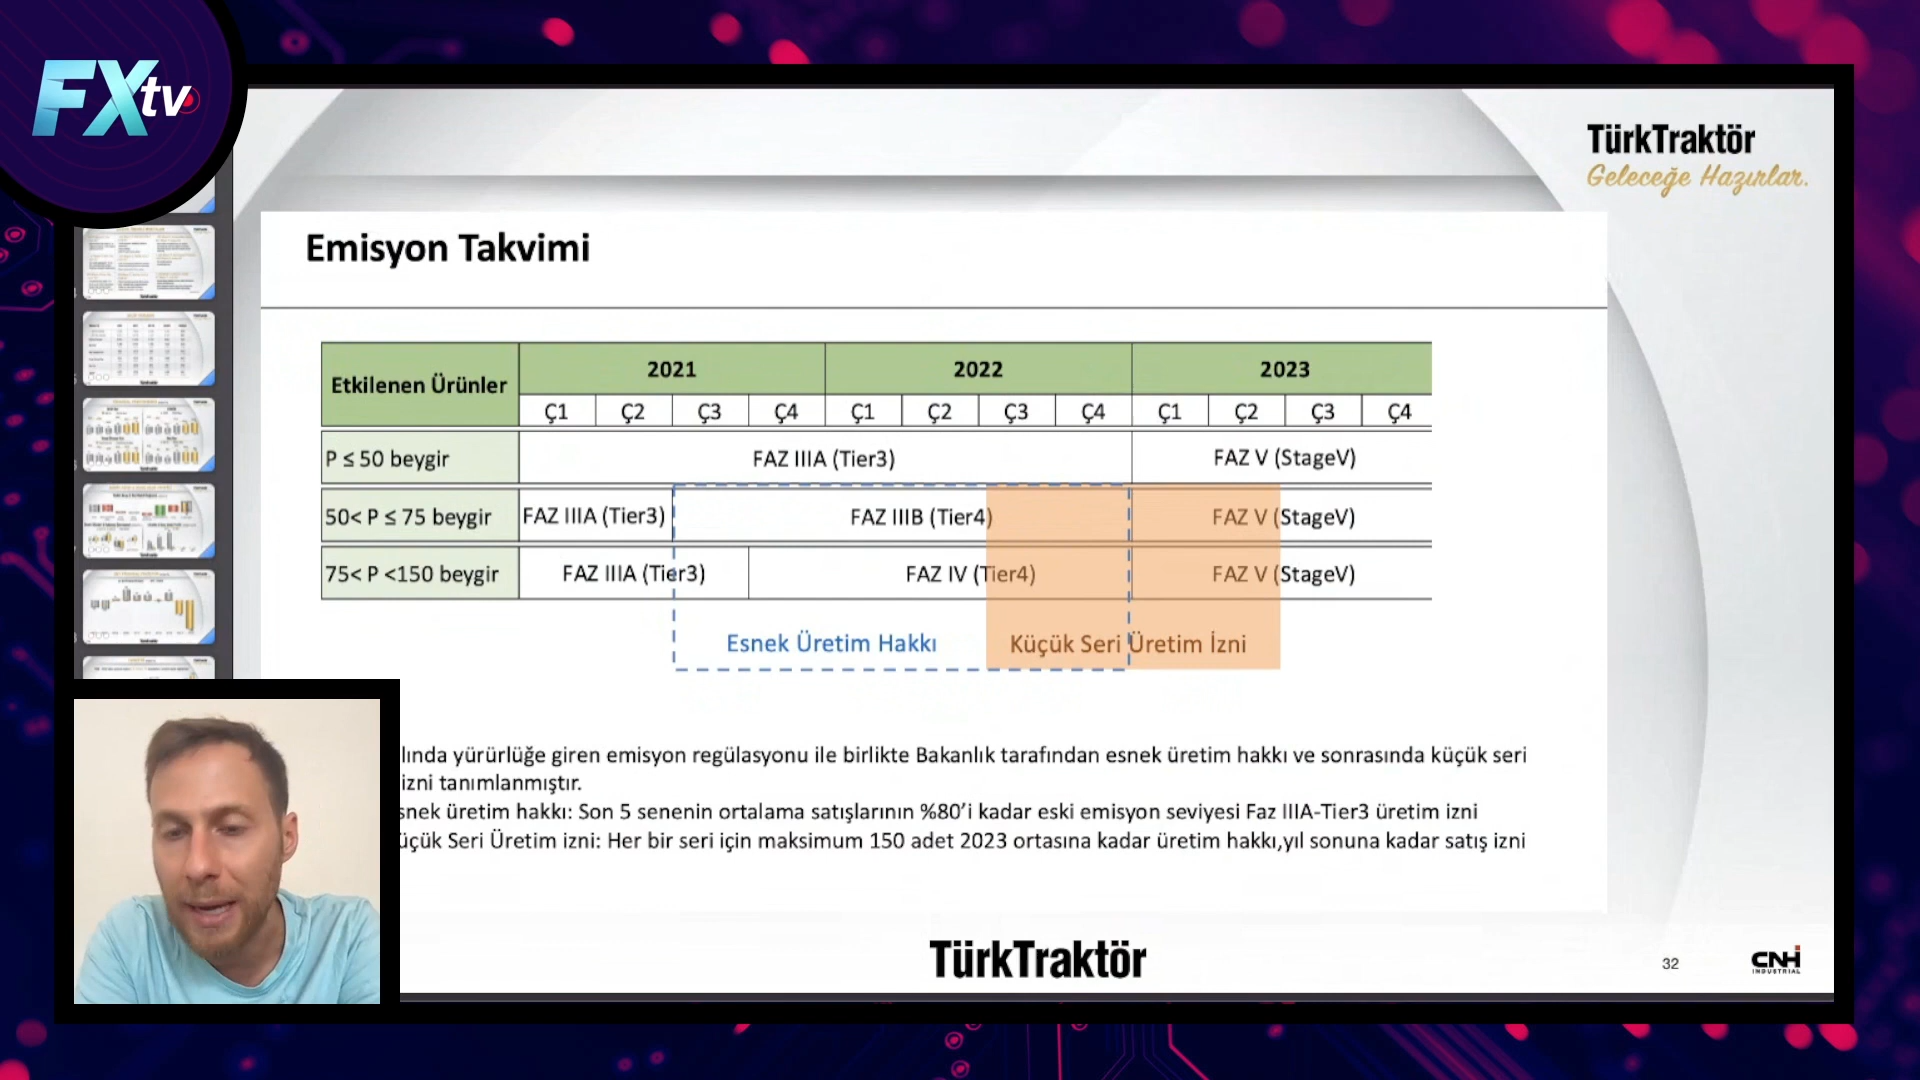 FXtv
TürkTraktör
Geleceğe Hazırlar.
Emisyon Takvimi
Etkilenen Ürünler
2021 2022 2023
Ç1 Ç2 Ç3 Ç4 Ç1 Ç2 Ç3 Ç4 Ç1 Ç2 Ç3 Ç4
P ≤ 50 beygir FAZ IIIA (Tier3) FAZ V (StageV)
50< P ≤ 75 beygir FAZ IIIA (Tier3) FAZ IIIB (Tier4) FAZ V (StageV)
75< P <150 beygir FAZ IIIA (Tier3) FAZ IV (Tier4) FAZ V (StageV)
Esnek Üretim Hakkı Küçük Seri Üretim İzni
yürürlüğe giren emisyon regülasyonu ile birlikte Bakanlık tarafından esnek üretim hakkı ve sonrasında küçük seri
izni tanımlanmıştır.
üretim hakkı: Son 5 senenin ortalama satışlarının %80’i kadar eski emisyon seviyesi Faz IIIA-Tier3 üretim izni
Seri Üretim izni: Her bir seri için maksimum 150 adet 2023 ortasına kadar üretim hakkı,yıl sonuna kadar satış izni
TürkTraktör
32
CNH
INDUSTRIAL